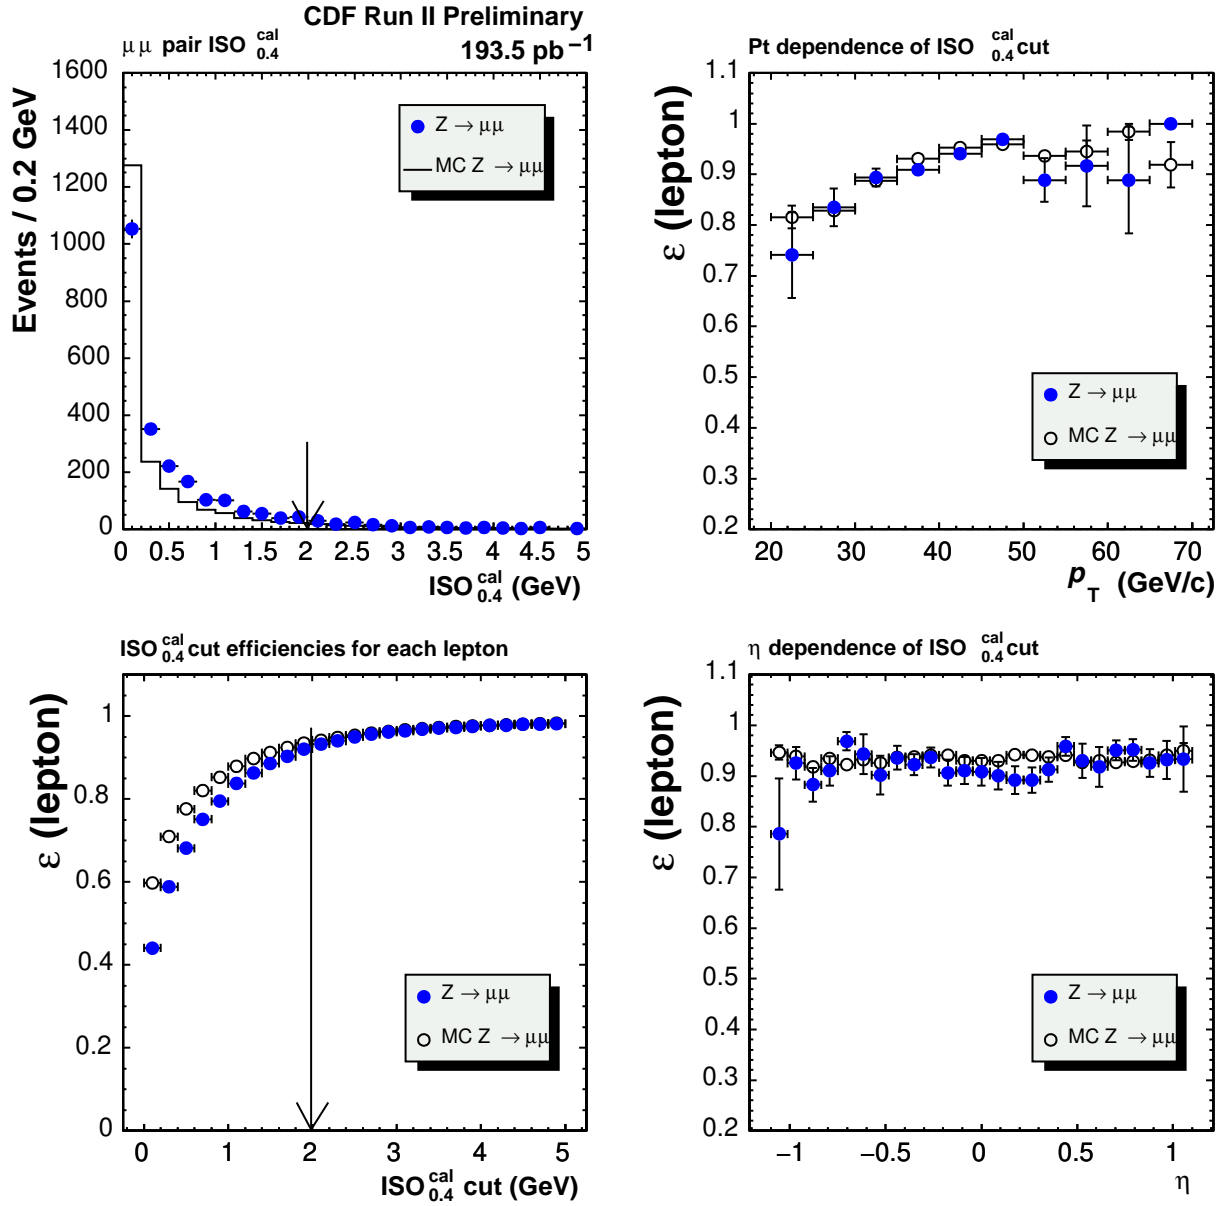 CDF Run II Preliminary
μμ pair ISO cal 0.4
193.5 pb −1
Events / 0.2 GeV
1600
1400
1200
1000
800
600
400
200
0
Z → μμ
MC Z → μμ
0 0.5 1 1.5 2 2.5 3 3.5 4 4.5 5
ISO cal 0.4 (GeV)
Pt dependence of ISO cal 0.4 cut
ε (lepton)
1.1
1
0.9
0.8
0.7
0.6
0.5
0.4
0.3
0.2
Z → μμ
MC Z → μμ
20 30 40 50 60 70
p T (GeV/c)
ISO cal 0.4 cut efficiencies for each lepton
ε (lepton)
1
0.8
0.6
0.4
0.2
0
Z → μμ
MC Z → μμ
0 1 2 3 4 5
ISO cal 0.4 cut (GeV)
η dependence of ISO cal 0.4 cut
ε (lepton)
1.1
1
0.9
0.8
0.7
0.6
0.5
0.4
0.3
0.2
Z → μμ
MC Z → μμ
−1 −0.5 0 0.5 1
η